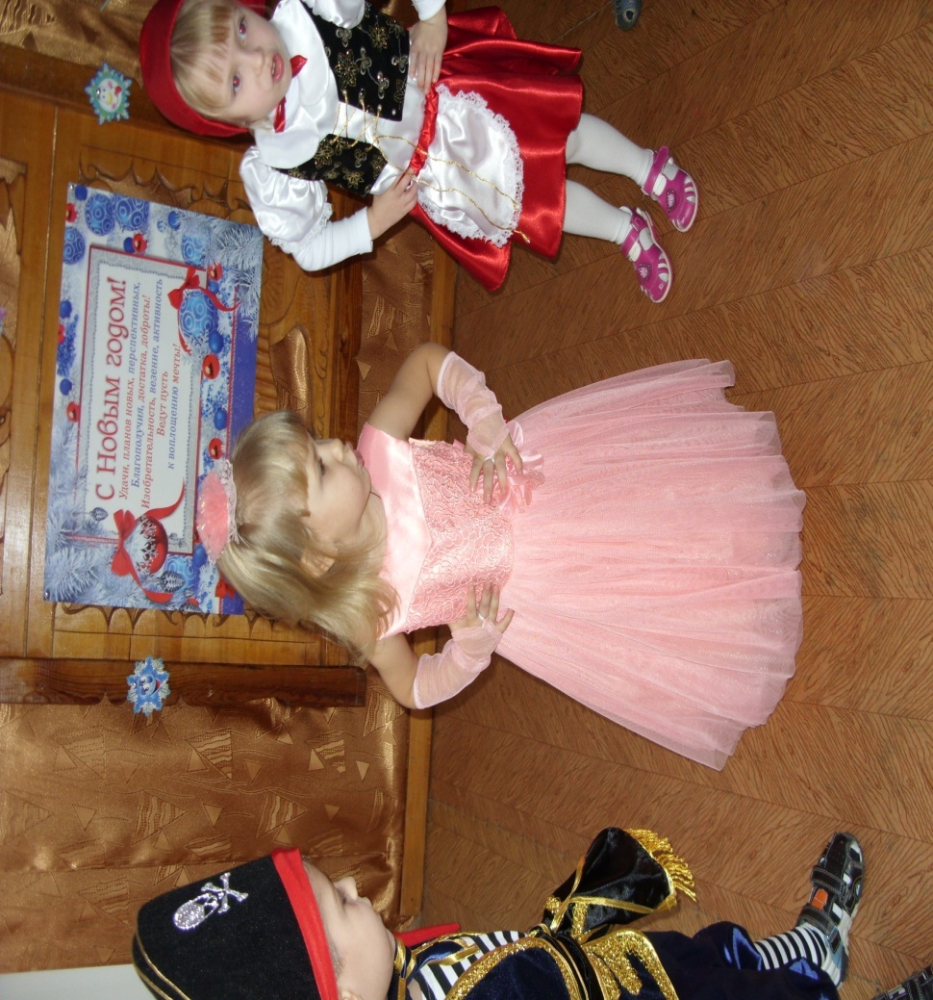 С Новым годом!
Удачи, планов новых, перспективных,
Благополучия, достатка, доброты!
Изобретательность, везение, активность
Ведут пусть
к воплощению мечты!